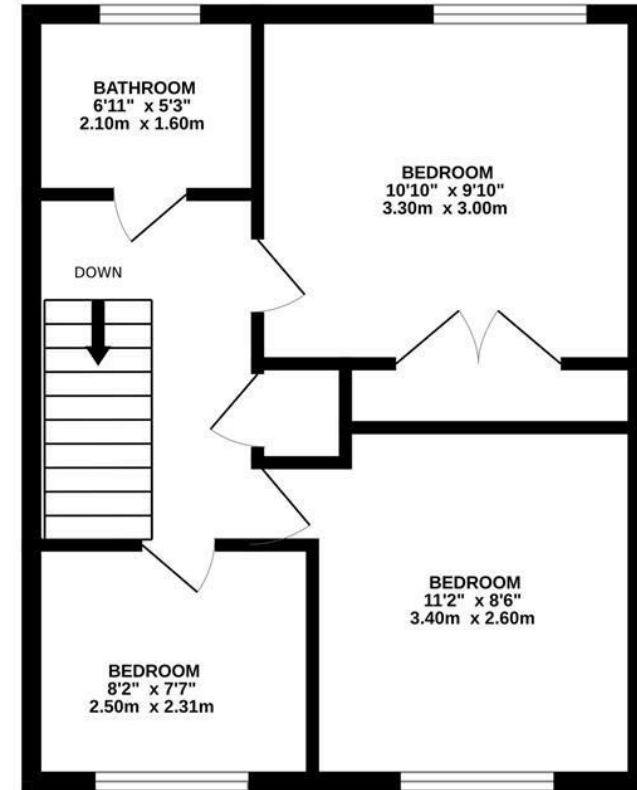 BATHROOM
6'11" x 5'3"
2.10m x 1.60m
BEDROOM
10'10" x 9'10"
3.30m x 3.00m
DOWN
BEDROOM
11'2" x 8'6"
3.40m x 2.60m
BEDROOM
8'2" x 7'7"
2.50m x 2.31m